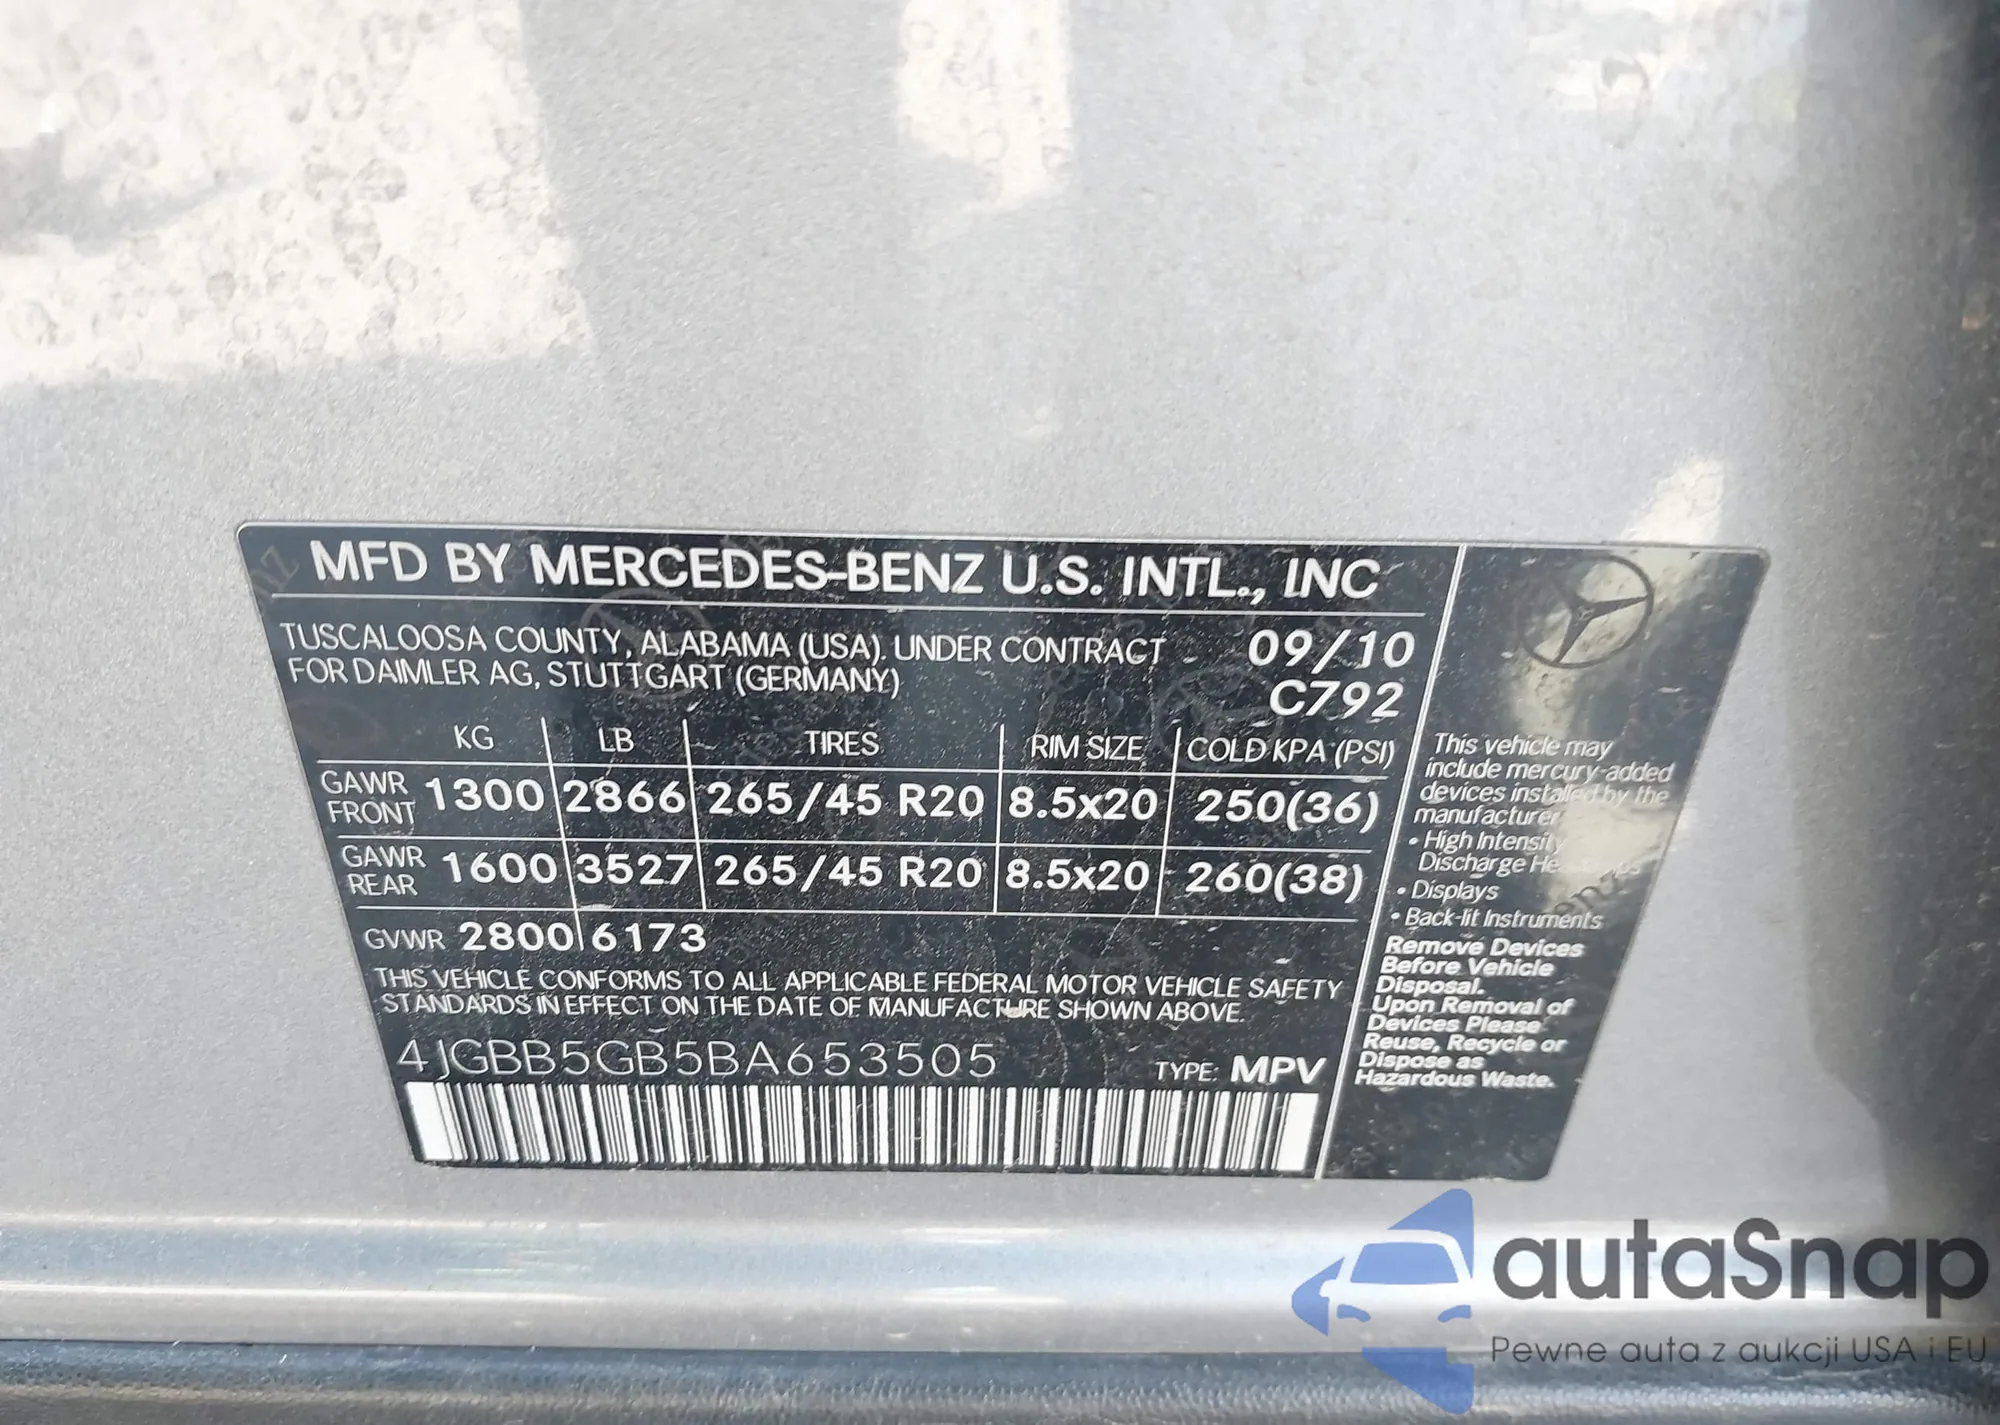 MFD BY MERCEDES-BENZ U.S. INTL., INC
TUSCALOOSA COUNTY, ALABAMA (USA). UNDER CONTRACT
FOR DAIMLER AG, STUTTGART (GERMANY)
09/10
C792
KG LB TIRES RIM SIZE COLD KPA (PSI)
GAWR FRONT 1300 2866 265/45 R20 8.5x20 250(36)
GAWR REAR 1600 3527 265/45 R20 8.5x20 260(38)
GVWR 2800 6173
THIS VEHICLE CONFORMS TO ALL APPLICABLE FEDERAL MOTOR VEHICLE SAFETY
STANDARDS IN EFFECT ON THE DATE OF MANUFACTURE SHOWN ABOVE.
4JGBB5GB5BA653505
TYPE: MPV
This vehicle may
include mercury-added
devices installed by the
manufacturer
• High Intensity
Discharge
• Displays
• Back-lit Instruments
Remove Devices
Before Vehicle
Disposal.
Upon Removal of
Devices Please
Reuse, Recycle or
Dispose as
Hazardous Waste.
autaSnap
Pewne auta z aukcji USA i EU